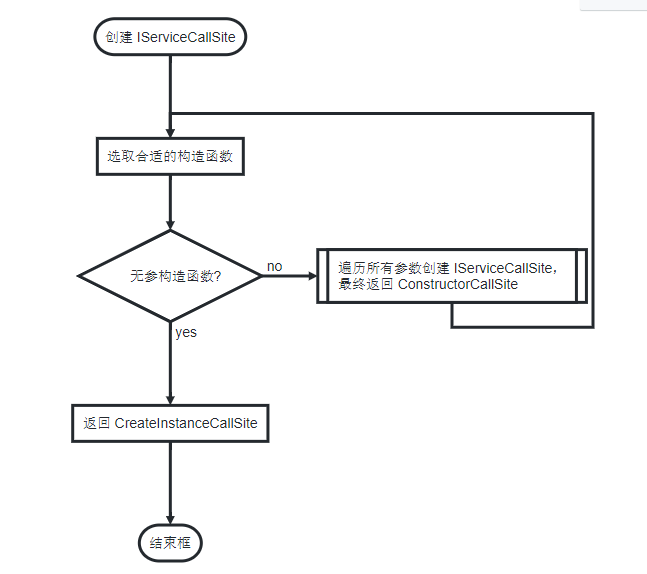 创建 IServiceCallSite
选取合适的构造函数
无参构造函数?
no
遍历所有参数创建 IServiceCallSite，
最终返回 ConstructorCallSite
yes
返回 CreateInstanceCallSite
结束框